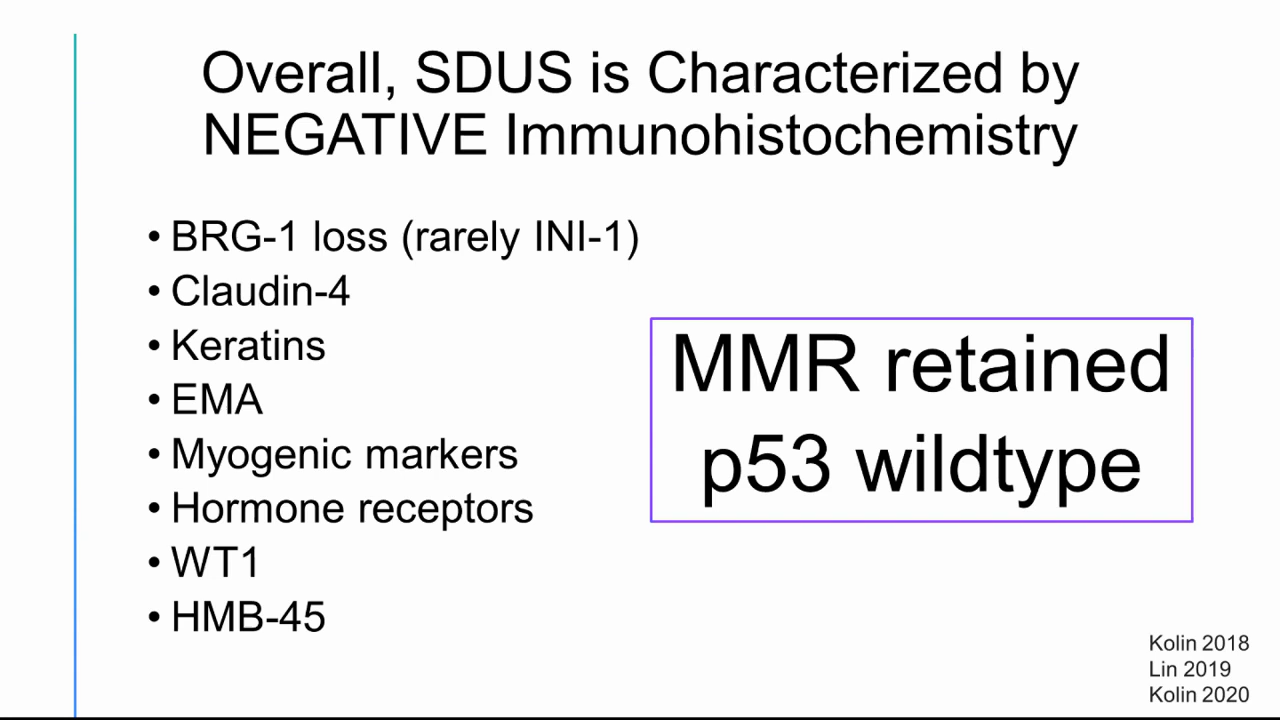 Overall, SDUS is Characterized by
NEGATIVE Immunohistochemistry
• BRG-1 loss (rarely INI-1)
• Claudin-4
• Keratins
• EMA
• Myogenic markers
• Hormone receptors
• WT1
• HMB-45
MMR retained
p53 wildtype
Kolin 2018
Lin 2019
Kolin 2020